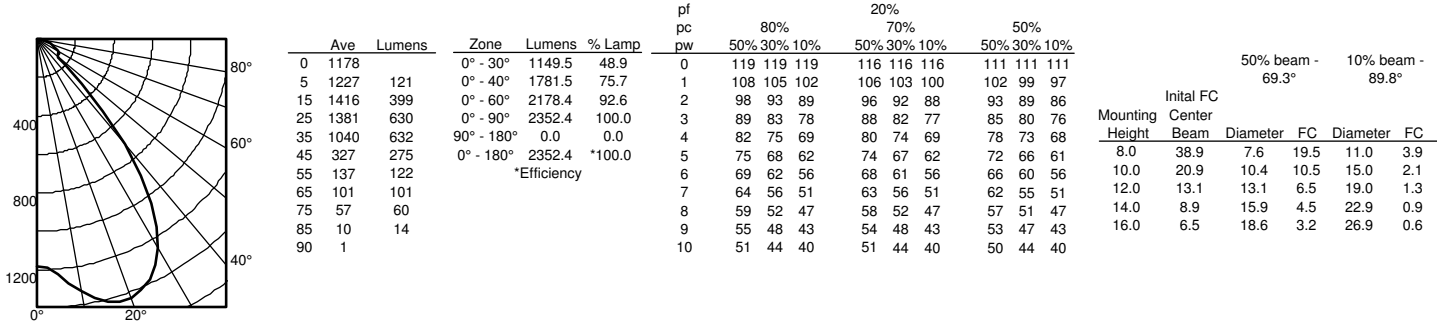 400
800
1200
0°
20°
40°
60°
80°
Ave Lumens
0 1178
5 1227 121
15 1416 399
25 1381 630
35 1040 632
45 327 275
55 137 122
65 101 101
75 57 60
85 10 14
90 1
Zone Lumens % Lamp
0° - 30° 1149.5 48.9
0° - 40° 1781.5 75.7
0° - 60° 2178.4 92.6
0° - 90° 2352.4 100.0
90° - 180° 0.0 0.0
0° - 180° 2352.4 *100.0
*Efficiency
pf 20%
pc 80% 70% 50%
pw 50% 30% 10% 50% 30% 10% 50% 30% 10%
0 119 119 119 116 116 116 111 111 111
1 108 105 102 106 103 100 102 99 97
2 98 93 89 96 92 88 93 89 86
3 89 83 78 88 82 77 85 80 76
4 82 75 69 80 74 69 78 73 68
5 75 68 62 74 67 62 72 66 61
6 69 62 56 68 61 56 66 60 56
7 64 56 51 63 56 51 62 55 51
8 59 52 47 58 52 47 57 51 47
9 55 48 43 54 48 43 53 47 43
10 51 44 40 51 44 40 50 44 40
50% beam - 10% beam -
69.3° 89.8°
Inital FC
Mounting Center
Height Beam Diameter FC Diameter FC
8.0 38.9 7.6 19.5 11.0 3.9
10.0 20.9 10.4 10.5 15.0 2.1
12.0 13.1 13.1 6.5 19.0 1.3
14.0 8.9 15.9 4.5 22.9 0.9
16.0 6.5 18.6 3.2 26.9 0.6